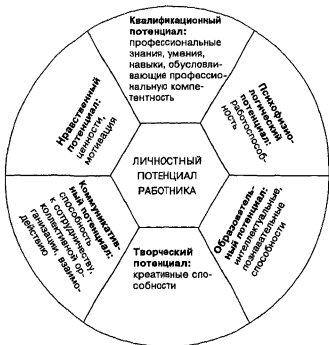 Квалификационный
потенциал:
профессиональные
знания, умения,
навыки, обусловли-
вающие профессио-
нальную компе-
тентность
Психофизио-
логический
потенциал:
работоспособ-
ность
Образователь-
ный потенциал:
интеллектуальные,
познавательные
способности
Творческий
потенциал:
креативные спо-
собности
Коммуникатив-
ный потенциал:
способность
к сотрудничеству,
коллективной ор-
ганизации, взаимо-
действию
Нравственный
потенциал:
ценности,
мотивация
ЛИЧНОСТНЫЙ
ПОТЕНЦИАЛ
РАБОТНИКА